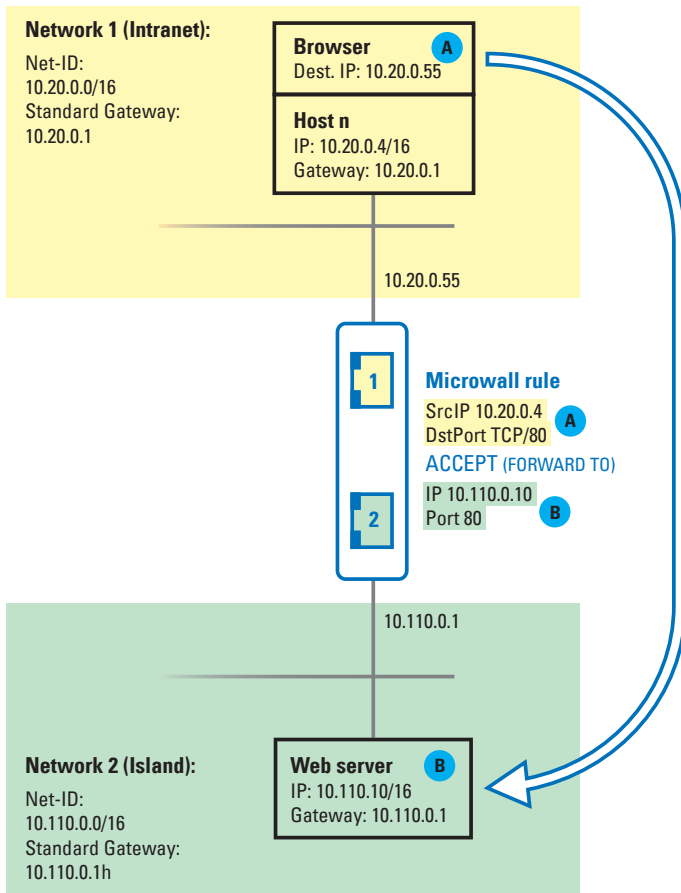 Network 1 (Intranet):
Net-ID:
10.20.0.0/16
Standard Gateway:
10.20.0.1
Browser
A
Dest. IP: 10.20.0.55
Host n
IP: 10.20.0.4/16
Gateway: 10.20.0.1
10.20.0.55
1
2
Microwall rule
SrcIP 10.20.0.4
DstPort TCP/80
A
ACCEPT (FORWARD TO)
IP 10.110.0.10
Port 80
B
10.110.0.1
Network 2 (Island):
Net-ID:
10.110.0.0/16
Standard Gateway:
10.110.0.1h
Web server
B
IP: 10.110.10/16
Gateway: 10.110.0.1